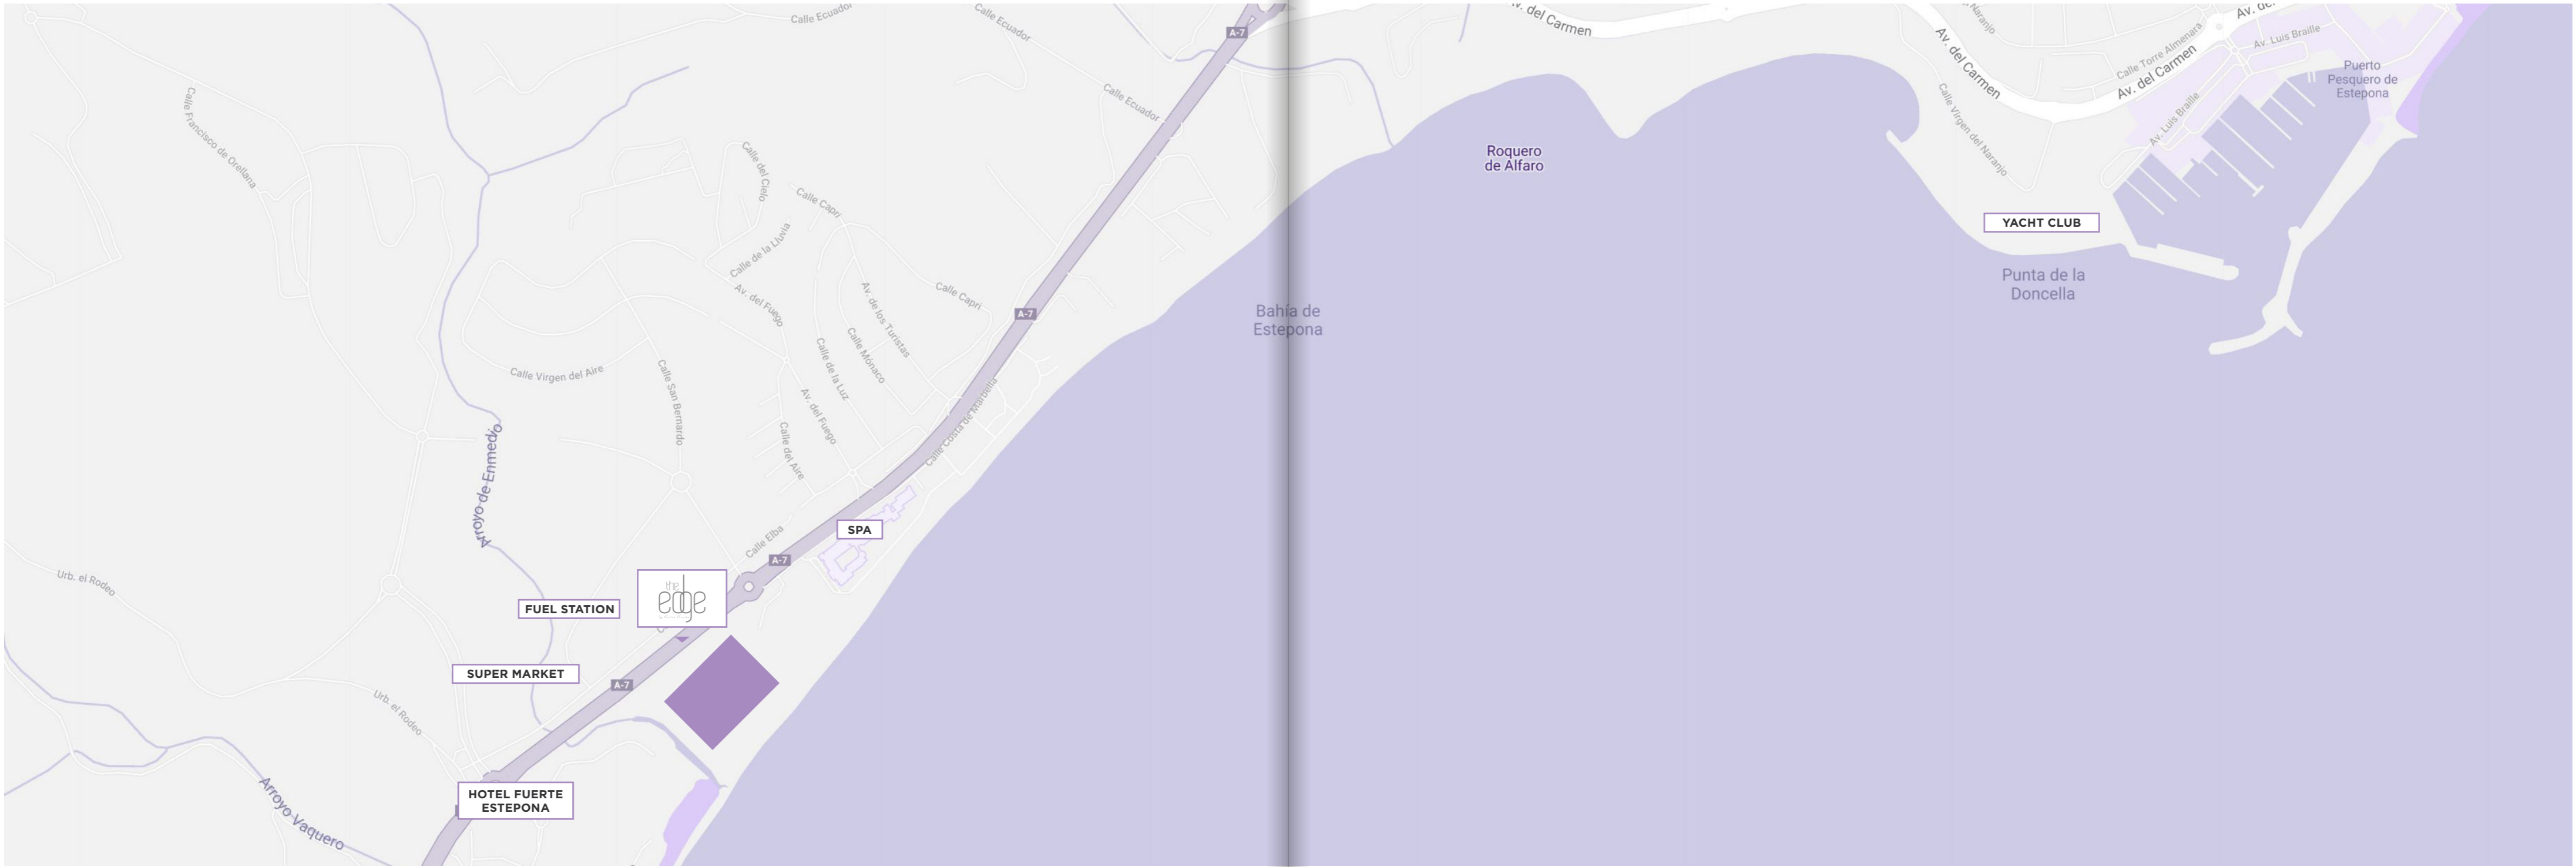 Calle Ecuador
Calle Ecuador
A-7
Av. del Carmen
Naranjo
Av. del Carmen
Calle Torre Almenara
Av. del Carmen
Av. de
Av. Luis Braille
Puerto
Pesquero de
Estepona
Calle Ecuador
Calle Francisco de Orellana
Calle Virgen del Naranjo
Av. Luis Braille
Roquero
de Alfaro
Calle del Cielo
Calle Capri
YACHT CLUB
Calle de la Lluvia
Punta de la
Doncella
Av. del Fuego
Av. de los Turistas
Calle Capri
A-7
Bahía de
Estepona
Calle Mónaco
Calle de la Luz
Calle Virgen del Aire
Calle San Bernardo
Av. del Fuego
Calle Costa de Marbella
Calle del Aire
Arroyo de Enmedio
SPA
Calle Elba
A-7
Urb. el Rodeo
the
edge
FUEL STATION
SUPER MARKET
A-7
Urb. el Rodeo
HOTEL FUERTE
ESTEPONA
Arroyo Vaquero